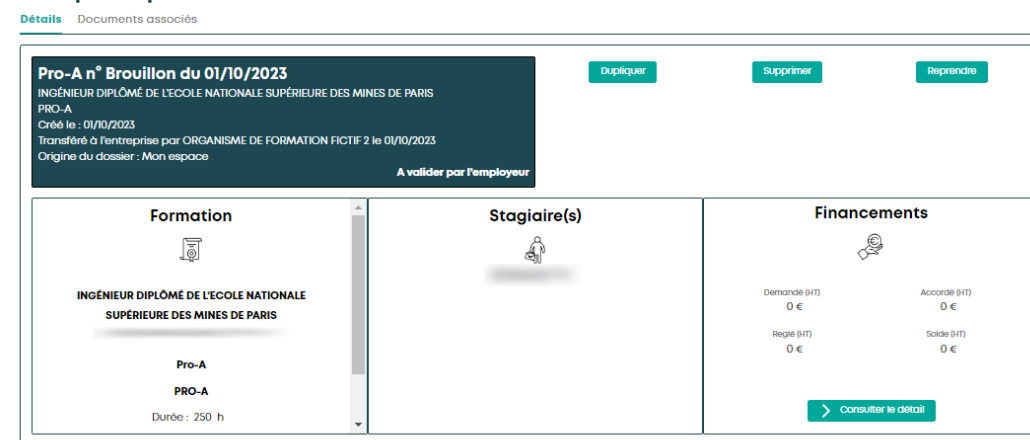 Détails Documents associés
Pro-A n° Brouillon du 01/10/2023
INGÉNIEUR DIPLÔMÉ DE L'ECOLE NATIONALE SUPÉRIEURE DES MINES DE PARIS
PRO-A
Créé le : 01/10/2023
Transféré à l'entreprise par ORGANISME DE FORMATION FICTIF 2 le 01/10/2023
Origine du dossier : Mon espace
A valider par l'employeur
Dupliquer
Supprimer
Reprendre
Formation
INGÉNIEUR DIPLÔMÉ DE L'ECOLE NATIONALE
SUPÉRIEURE DES MINES DE PARIS
Pro-A
PRO-A
Durée : 250 h
Stagiaire(s)
Financements
Demandé (HT) Accordé (HT)
0 € 0 €
Reglé (HT) Solde (HT)
0 € 0 €
Consulter le détail